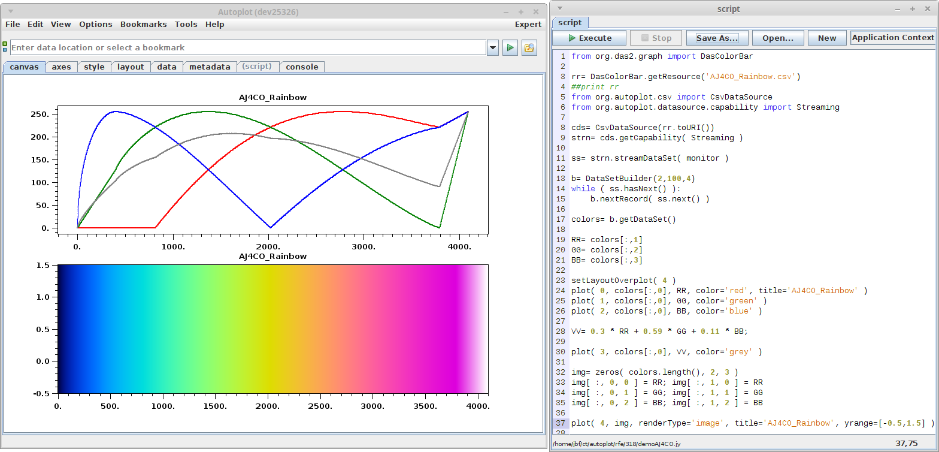 Autoplot (dev25326)
File Edit View Options Bookmarks Tools Help Expert
Enter data location or select a bookmark
canvas axes style layout data metadata (script) console
AJ4CO_Rainbow
250.
200.
150.
100.
50.
0.
0. 1000. 2000. 3000. 4000.
AJ4CO_Rainbow
1.5
1.0
0.5
0.0
-0.5
0. 500. 1000. 1500. 2000. 2500. 3000. 3500. 4000.
script
script
Execute Stop Save As... Open... New Application Context
1 from org.das2.graph import DasColorBar
2
3 rr= DasColorBar.getResource('AJ4CO_Rainbow.csv')
4 ##print rr
5 from org.autoplot.csv import CsvDataSource
6 from org.autoplot.datasource.capability import Streaming
7
8 cds= CsvDataSource(rr.toURI())
9 strn= cds.getCapability( Streaming )
10
11 ss= strn.streamDataSet( monitor )
12
13 b= DataSetBuilder(2,100,4)
14 while ( ss.hasNext() ):
15 b.nextRecord( ss.next() )
16
17 colors= b.getDataSet()
18
19 RR= colors[:,1]
20 GG= colors[:,2]
21 BB= colors[:,3]
22
23 setLayoutOverplot( 4 )
24 plot( 0, colors[:,0], RR, color='red', title='AJ4CO_Rainbow' )
25 plot( 1, colors[:,0], GG, color='green' )
26 plot( 2, colors[:,0], BB, color='blue' )
27
28 VV= 0.3 * RR + 0.59 * GG + 0.11 * BB;
29
30 plot( 3, colors[:,0], VV, color='grey' )
31
32 img= zeros( colors.length(), 2, 3 )
33 img[ :, 0, 0 ] = RR; img[ :, 1, 0 ] = RR
34 img[ :, 0, 1 ] = GG; img[ :, 1, 1 ] = GG
35 img[ :, 0, 2 ] = BB; img[ :, 1, 2 ] = BB
36
37 plot( 4, img, renderType='image', title='AJ4CO_Rainbow', yrange=[-0.5,1.5] )
37,75